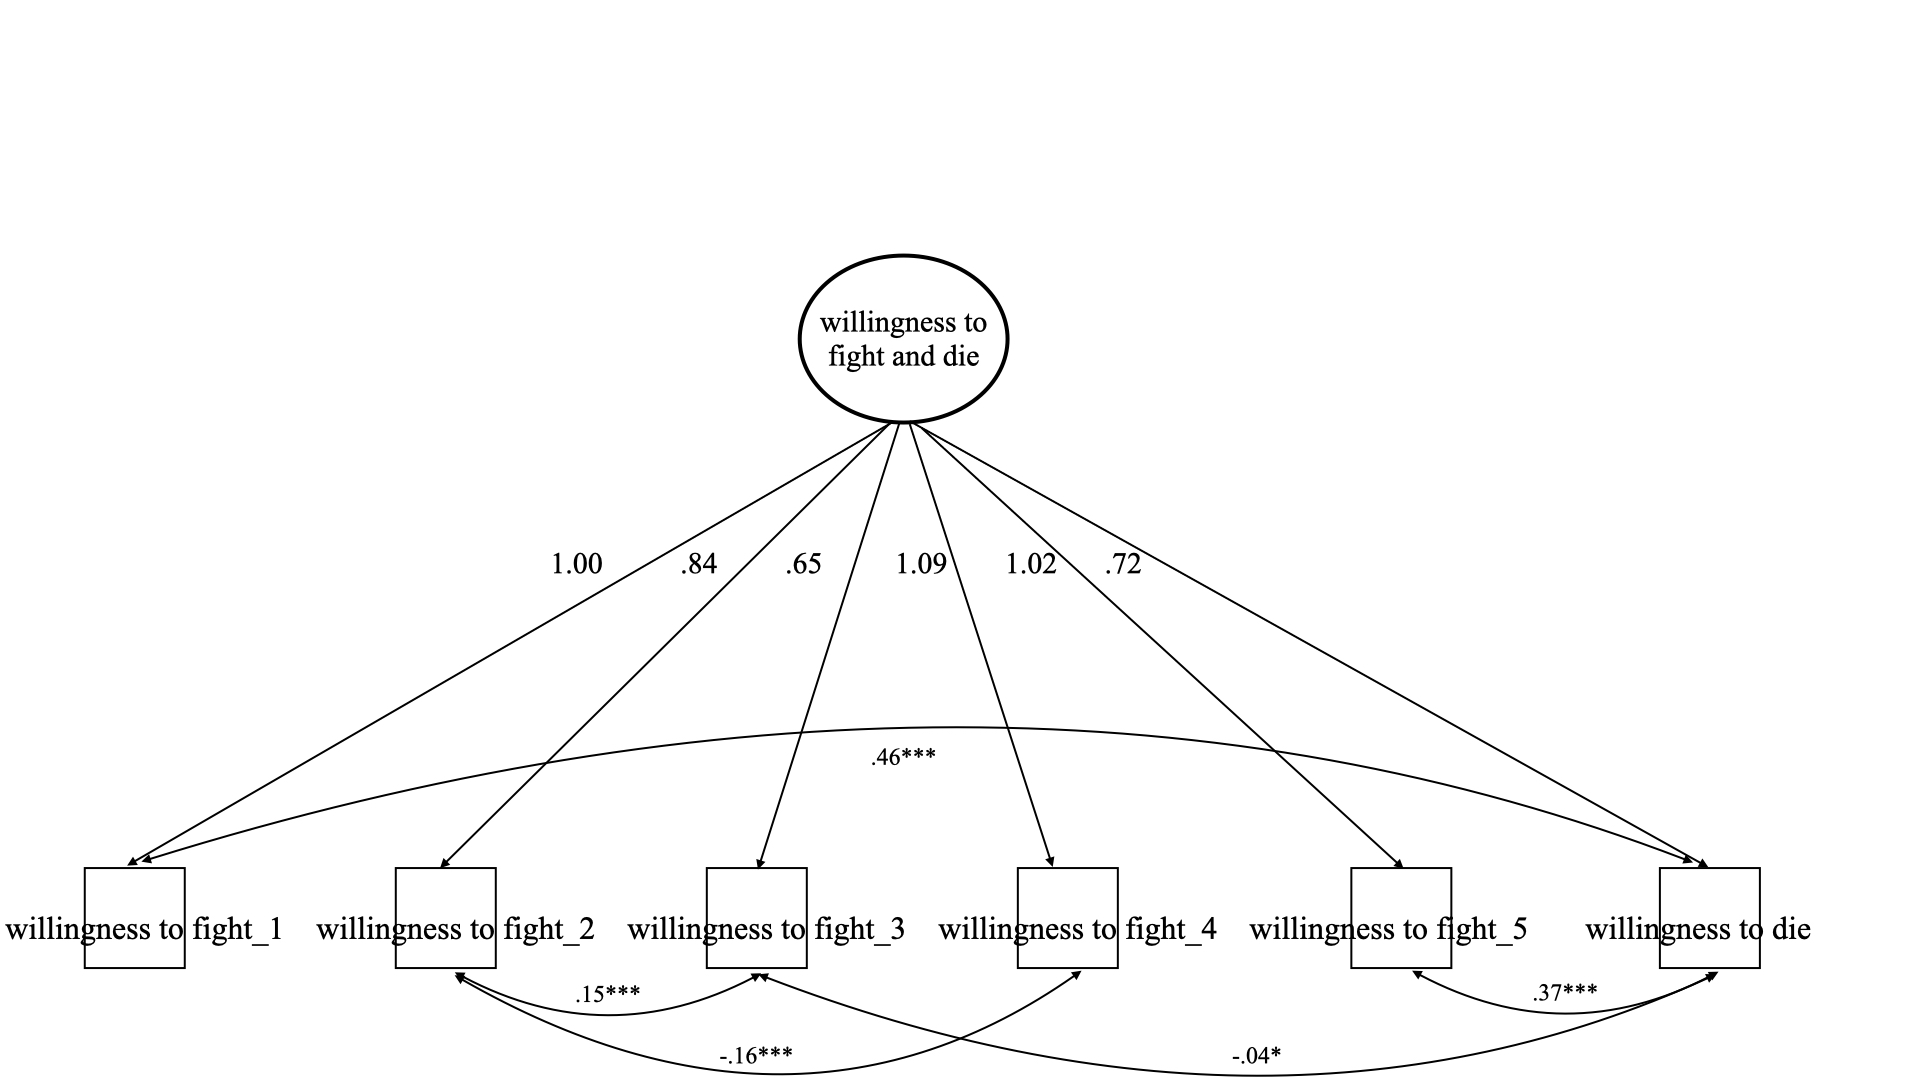 willingness to
fight and die
1.00 .84 .65 1.09 1.02 .72
.46***
willingness to fight_1 willingness to fight_2 willingness to fight_3 willingness to fight_4 willingness to fight_5 willingness to die
.15*** .37***
-.16*** -.04*